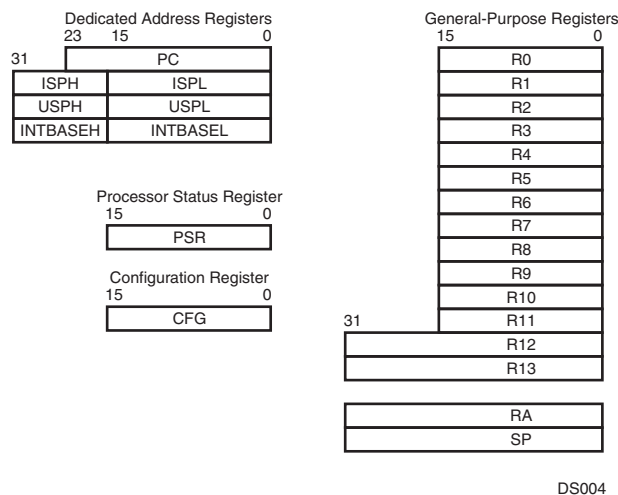 Dedicated Address Registers
23 15 0
31 PC
ISPH ISPL
USPH USPL
INTBASEH INTBASEL
Processor Status Register
15 0
PSR
Configuration Register
15 0
CFG
General-Purpose Registers
15 0
R0
R1
R2
R3
R4
R5
R6
R7
R8
R9
R10
31 R11
R12
R13
RA
SP
DS004